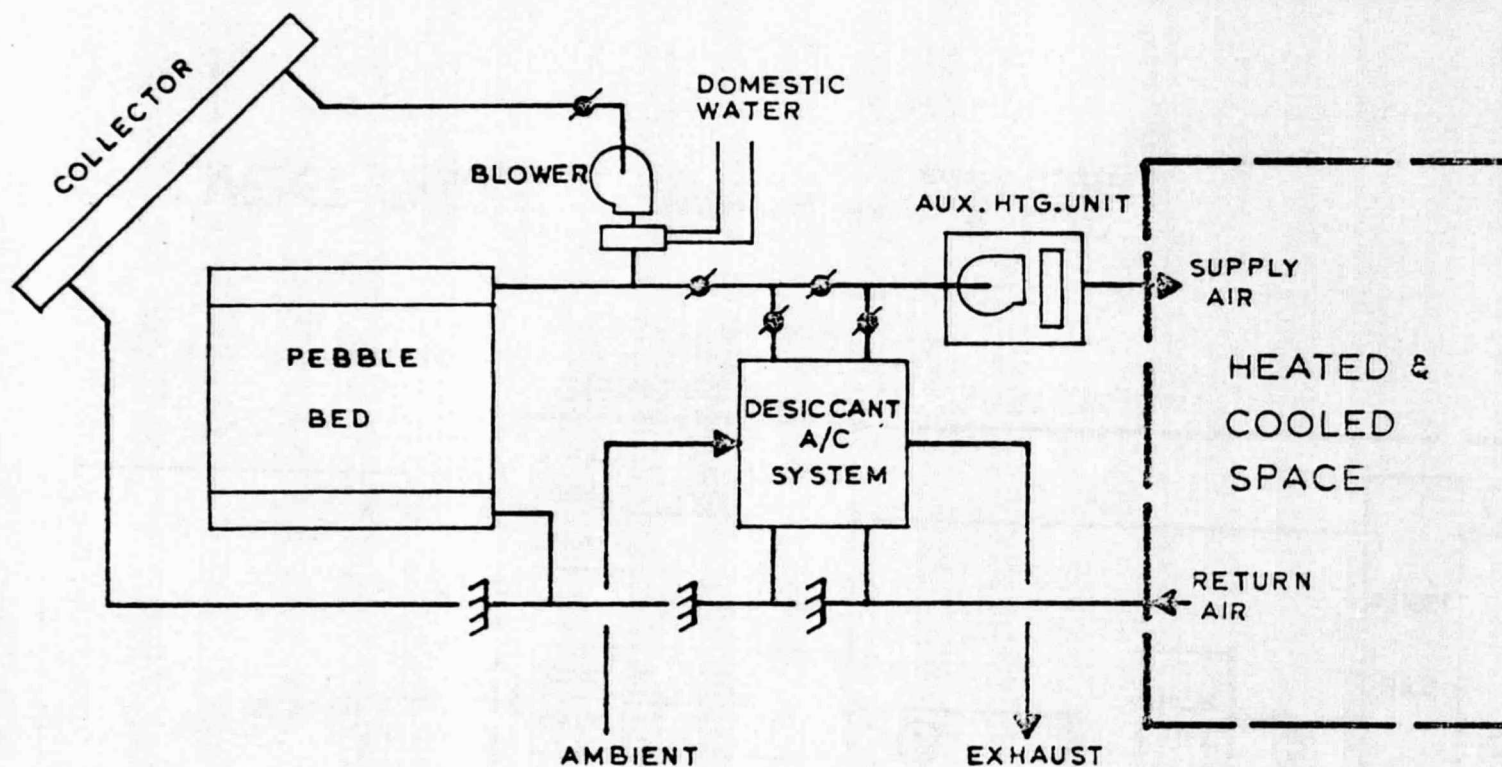 COLLECTOR
DOMESTIC
WATER
BLOWER
AUX. HTG. UNIT
SUPPLY
AIR
PEBBLE
BED
HEATED &
COOLED
SPACE
DESICCANT
A/C
SYSTEM
RETURN
AIR
AMBIENT
EXHAUST